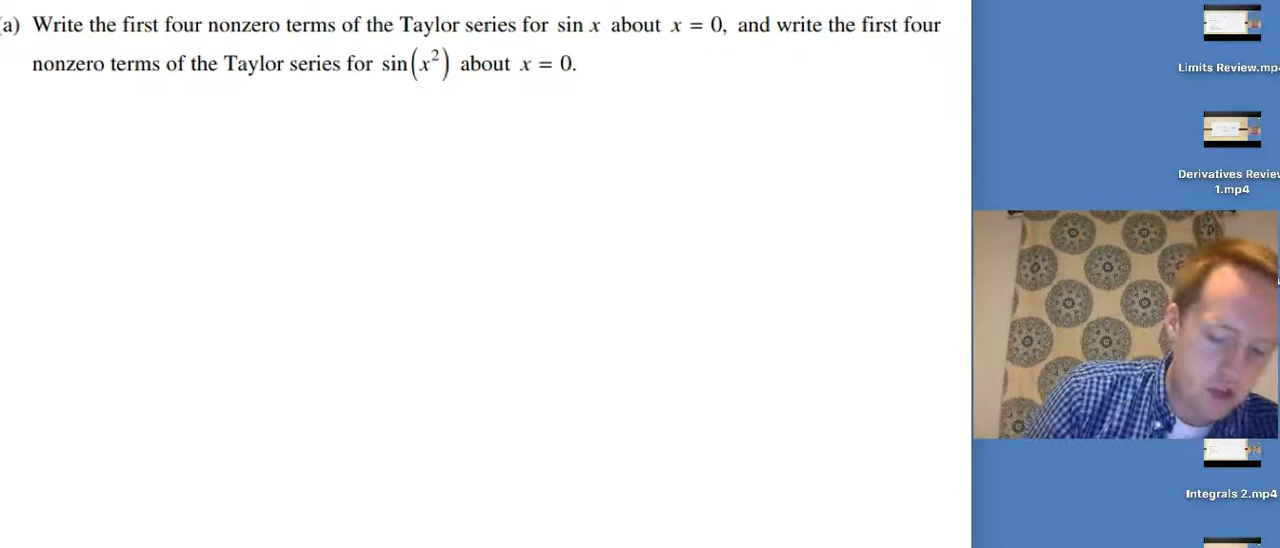 a) Write the first four nonzero terms of the Taylor series for sin x about x = 0, and write the first four
nonzero terms of the Taylor series for sin(x²) about x = 0.
Limits Review.mp4
Derivatives Review
1.mp4
Integrals 2.mp4